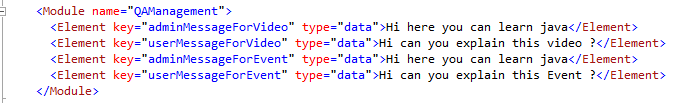 <Module name="QAManagement">
<Element key="adminMessageForVideo" type="data">Hi here you can learn java</Element>
<Element key="userMessageForVideo" type="data">Hi can you explain this video ?</Element>
<Element key="adminMessageForEvent" type="data">Hi here you can learn java</Element>
<Element key="userMessageForEvent" type="data">Hi can you explain this Event ?</Element>
</Module>